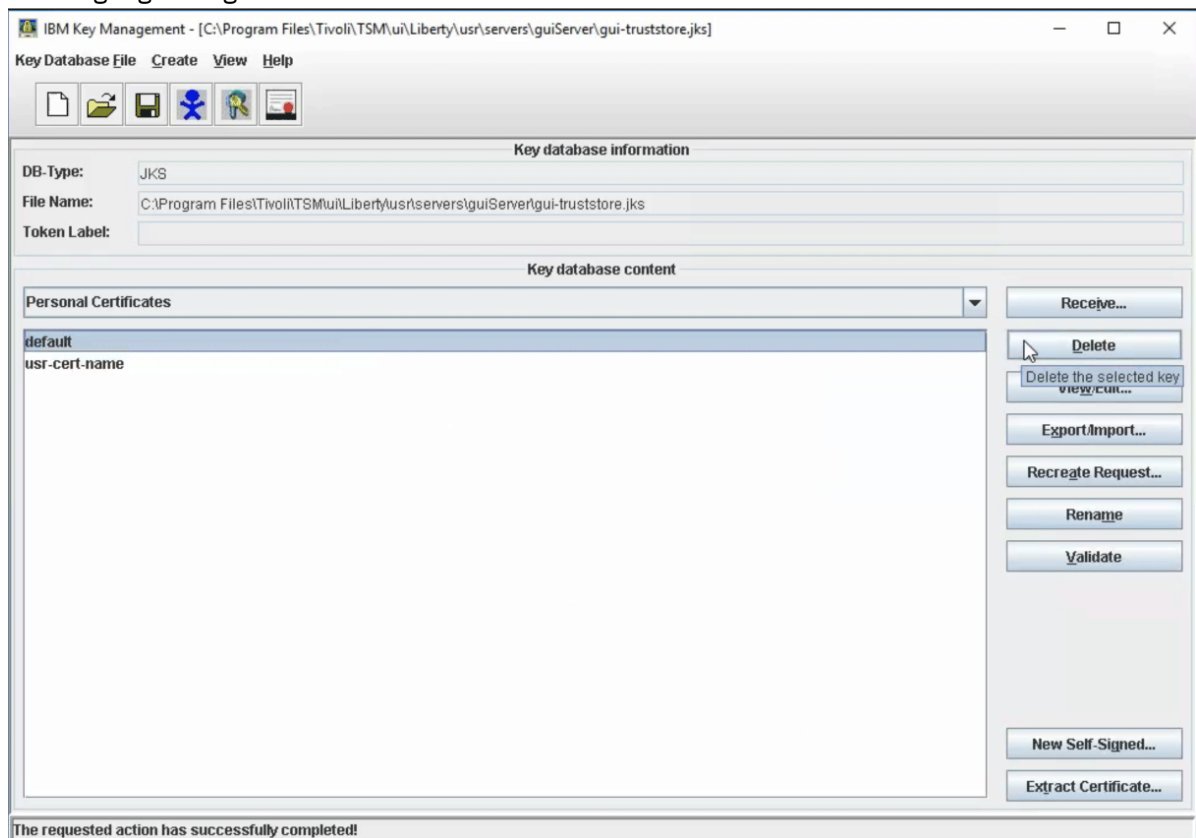 IBM Key Management - [C:\Program Files\Tivoli\TSM\ui\Liberty\usr\servers\guiServer\gui-truststore.jks]
Key Database File Create View Help
Key database information
DB-Type: JKS
File Name: C:\Program Files\Tivoli\TSM\ui\Liberty\usr\servers\guiServer\gui-truststore.jks
Token Label:
Key database content
Personal Certificates
Receive...
default
Delete
usr-cert-name
Delete the selected key
View/Edit...
Export/Import...
Recreate Request...
Rename
Validate
New Self-Signed...
Extract Certificate...
The requested action has successfully completed!